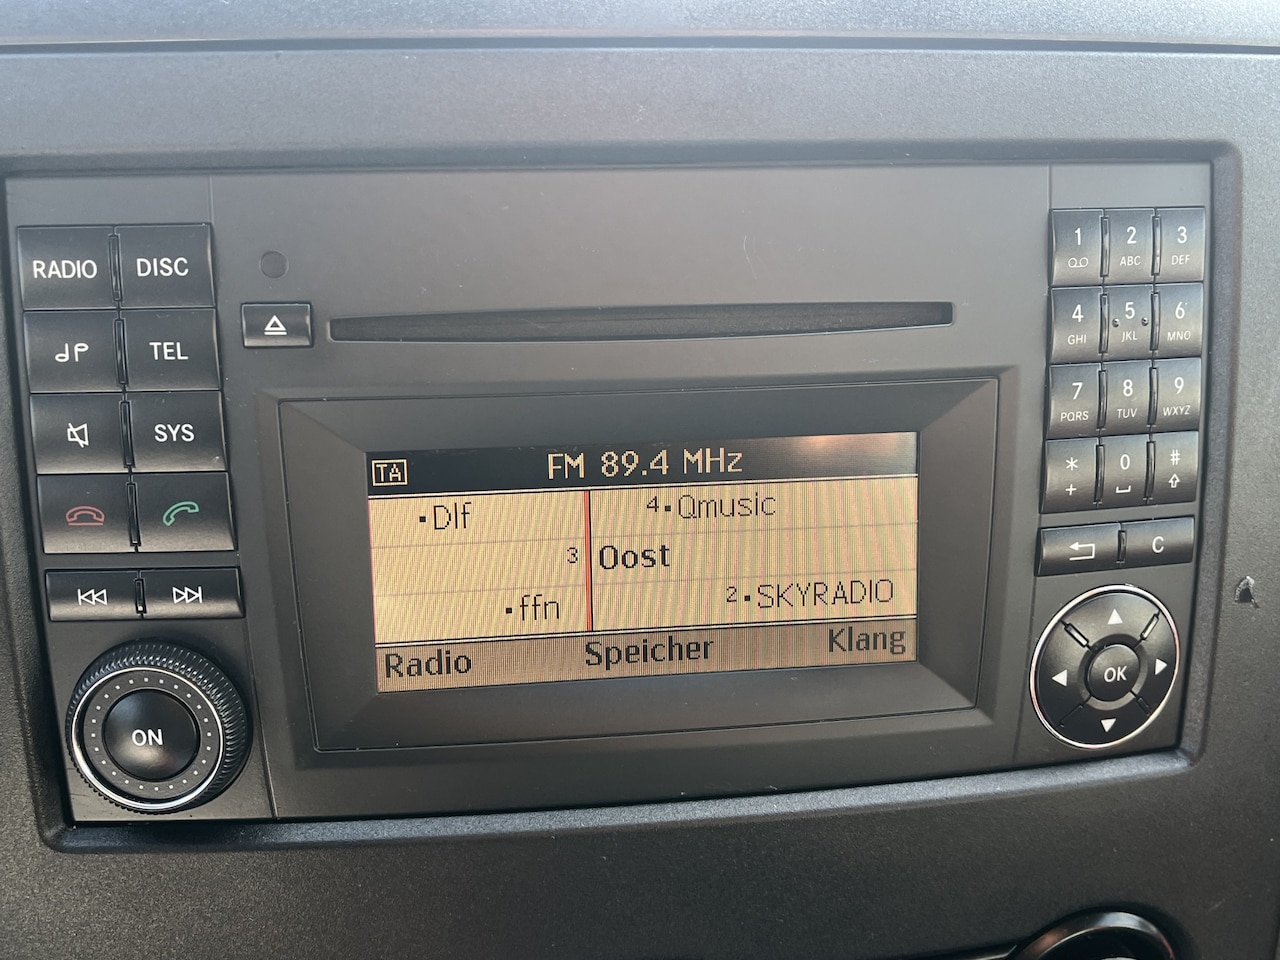 RADIO DISC
TEL
SYS
ON
TA FM 89.4 MHz
Dlf 4 Qmusic
3 Oost
ffn 2 SKYRADIO
Radio Speicher Klang
1 2 ABC 3 DEF
4 GHI 5 JKL 6 MNO
7 PQRS 8 TUV 9 WXYZ
* + 0 #
C
OK